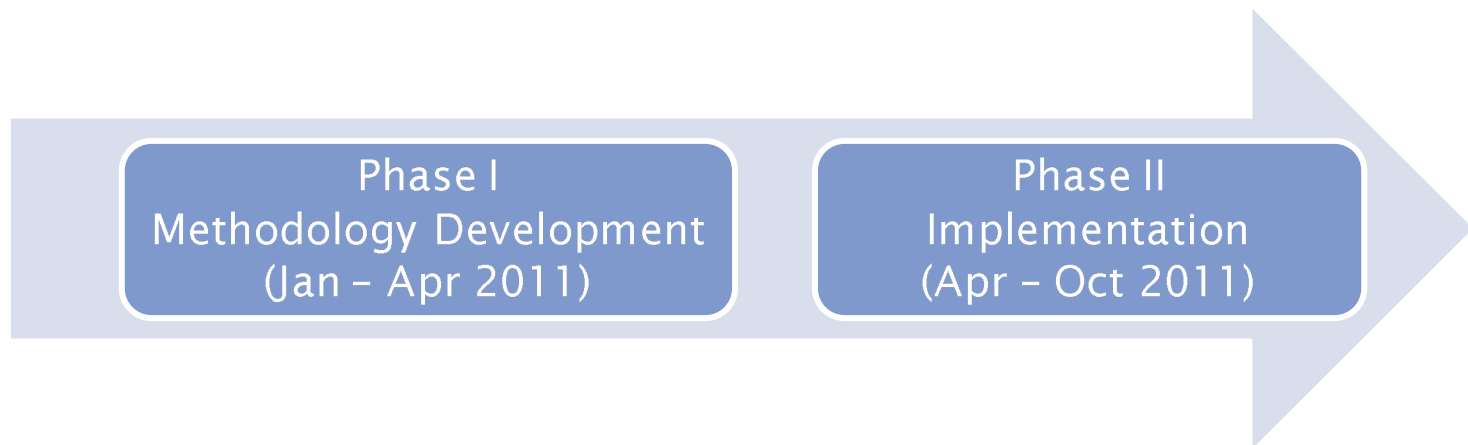 Phase I
Methodology Development
(Jan – Apr 2011)
Phase II
Implementation
(Apr – Oct 2011)